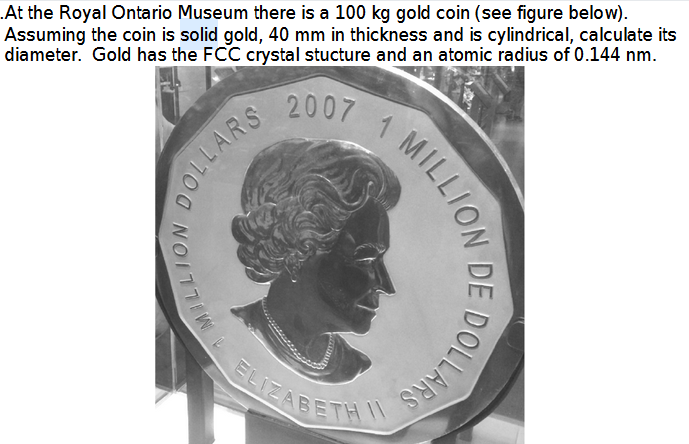 .At the Royal Ontario Museum there is a 100 kg gold coin (see figure below).
Assuming the coin is solid gold, 40 mm in thickness and is cylindrical, calculate its
diameter. Gold has the FCC crystal stucture and an atomic radius of 0.144 nm.
1 MILLION DOLLARS 2007 1 MILLION DE DOLLARS
ELIZABETH II